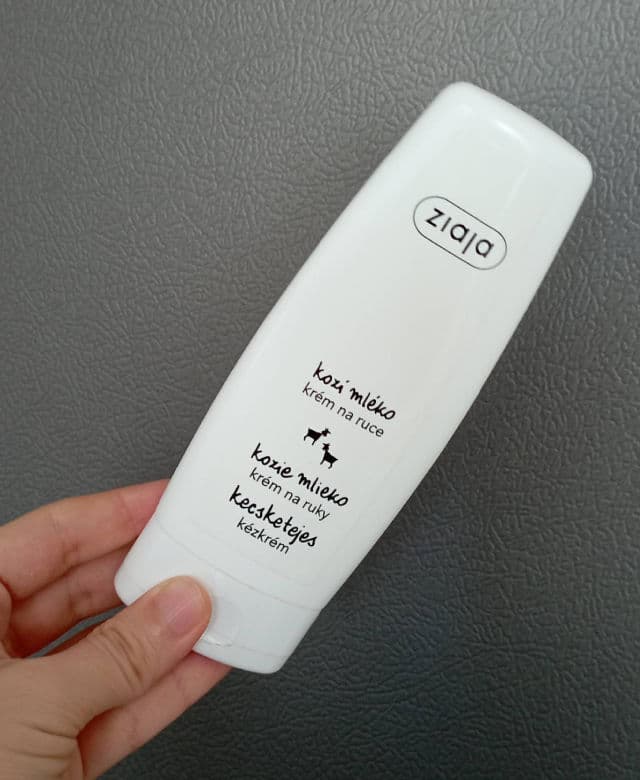 ziaja
kozí mléko
krém na ruce
kozie mlieko
krém na ruky
kecsketejes
kézkrém